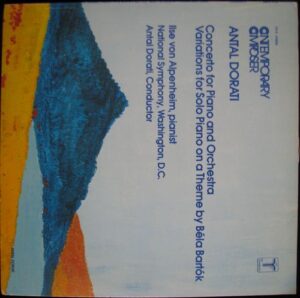 CONTEMPORARY
COMPOSER
ANTAL DORATI
Concerto for Piano and Orchestra
Variations for Solo Piano on a Theme by Béla Bartók
Ilse von Alpenheim, pianist
National Symphony, Washington, D.C.
Antal Dorati, Conductor